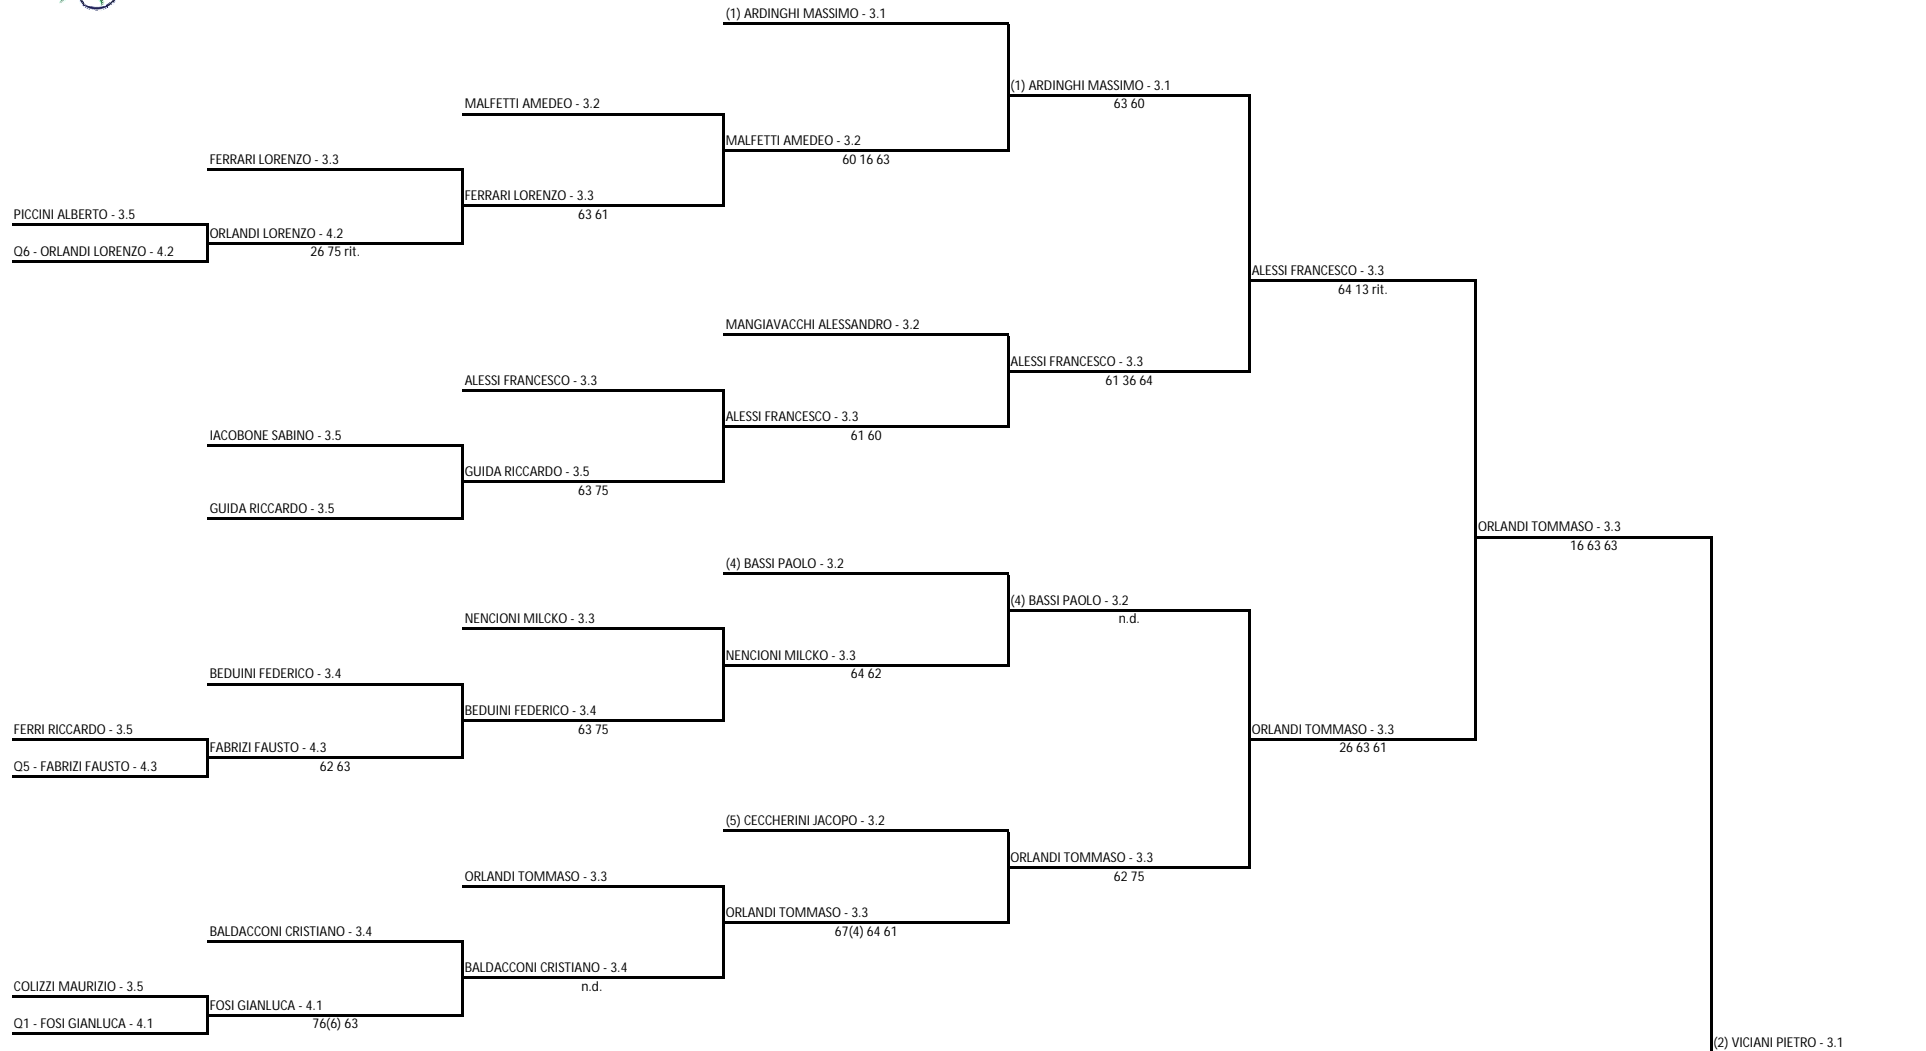 (1) ARDINGHI MASSIMO - 3.1
(1) ARDINGHI MASSIMO - 3.1
63 60
MALFETTI AMEDEO - 3.2
MALFETTI AMEDEO - 3.2
60 16 63
FERRARI LORENZO - 3.3
FERRARI LORENZO - 3.3
63 61
PICCINI ALBERTO - 3.5
ORLANDI LORENZO - 4.2
26 75 rit.
Q6 - ORLANDI LORENZO - 4.2
ALESSI FRANCESCO - 3.3
64 13 rit.
MANGIAVACCHI ALESSANDRO - 3.2
ALESSI FRANCESCO - 3.3
61 36 64
ALESSI FRANCESCO - 3.3
ALESSI FRANCESCO - 3.3
61 60
IACOBONE SABINO - 3.5
GUIDA RICCARDO - 3.5
63 75
GUIDA RICCARDO - 3.5
ORLANDI TOMMASO - 3.3
16 63 63
(4) BASSI PAOLO - 3.2
(4) BASSI PAOLO - 3.2
n.d.
NENCIONI MILCKO - 3.3
NENCIONI MILCKO - 3.3
64 62
BEDUINI FEDERICO - 3.4
BEDUINI FEDERICO - 3.4
63 75
FERRI RICCARDO - 3.5
FABRIZI FAUSTO - 4.3
62 63
Q5 - FABRIZI FAUSTO - 4.3
ORLANDI TOMMASO - 3.3
26 63 61
(5) CECCHERINI JACOPO - 3.2
ORLANDI TOMMASO - 3.3
62 75
ORLANDI TOMMASO - 3.3
ORLANDI TOMMASO - 3.3
67(4) 64 61
BALDACCONI CRISTIANO - 3.4
BALDACCONI CRISTIANO - 3.4
n.d.
COLIZZI MAURIZIO - 3.5
FOSI GIANLUCA - 4.1
76(6) 63
Q1 - FOSI GIANLUCA - 4.1
(2) VICIANI PIETRO - 3.1